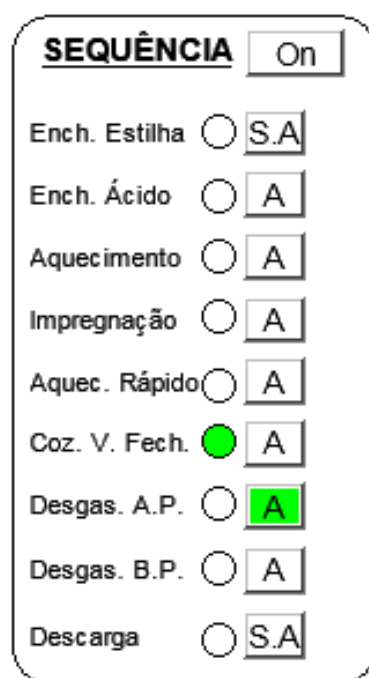 SEQUÊNCIA On
Ench. Estilha S.A
Ench. Ácido A
Aquecimento A
Impregnação A
Aquec. Rápido A
Coz. V. Fech. A
Desgas. A.P. A
Desgas. B.P. A
Descarga S.A